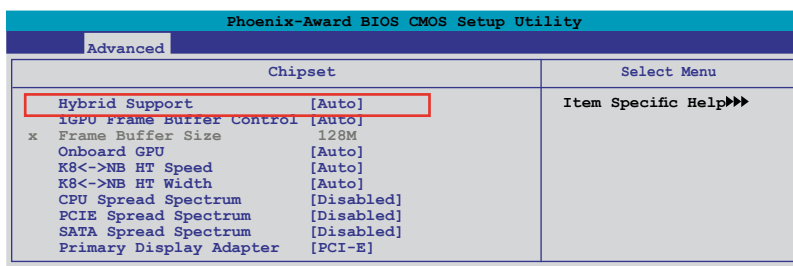 Phoenix-Award BIOS CMOS Setup Utility
Advanced
Chipset
Select Menu
Hybrid Support [Auto]
iGPU Frame Buffer Control [Auto]
x Frame Buffer Size 128M
Onboard GPU [Auto]
K8<->NB HT Speed [Auto]
K8<->NB HT Width [Auto]
CPU Spread Spectrum [Disabled]
PCIE Spread Spectrum [Disabled]
SATA Spread Spectrum [Disabled]
Primary Display Adapter [PCI-E]
Item Specific Help